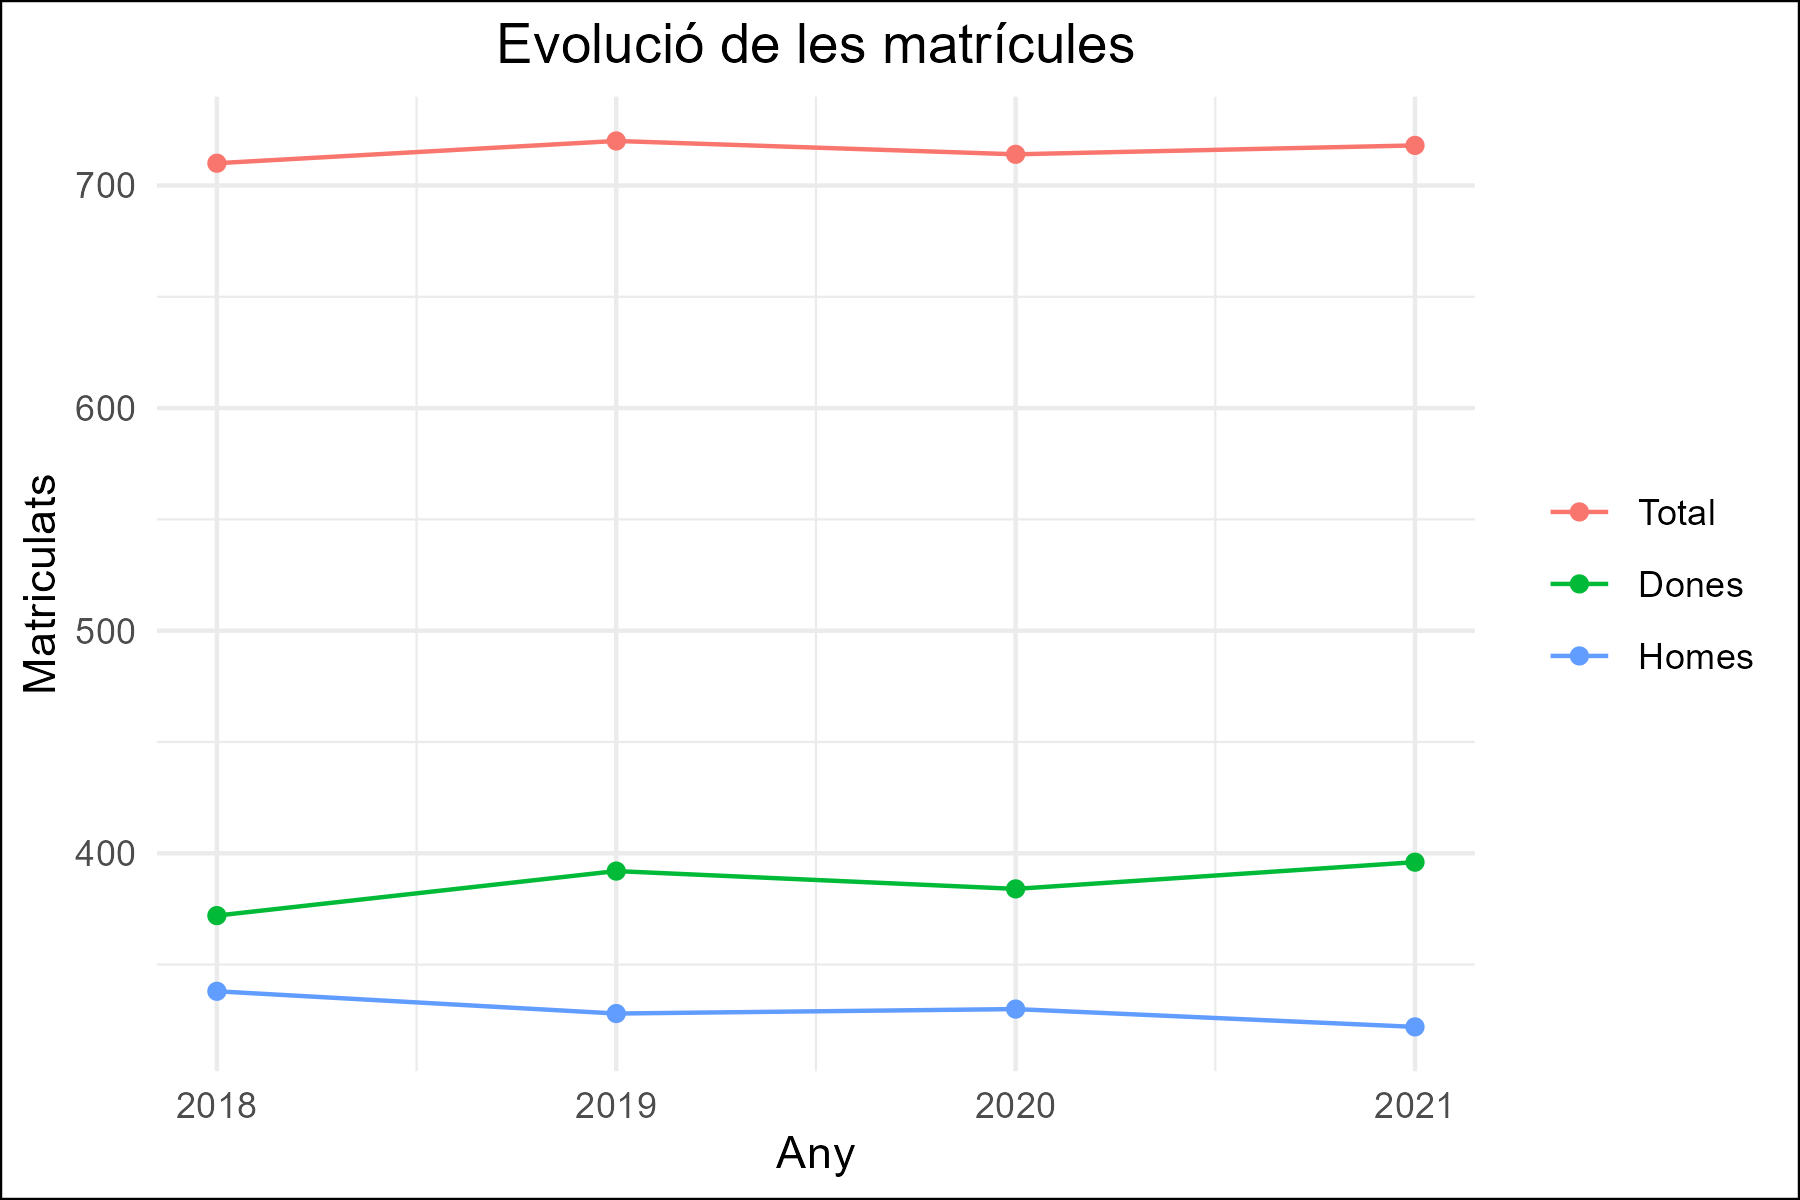 Evolució de les matrícules
Matriculats
700
600
500
400
2018 2019 2020 2021
Any
Total
Dones
Homes